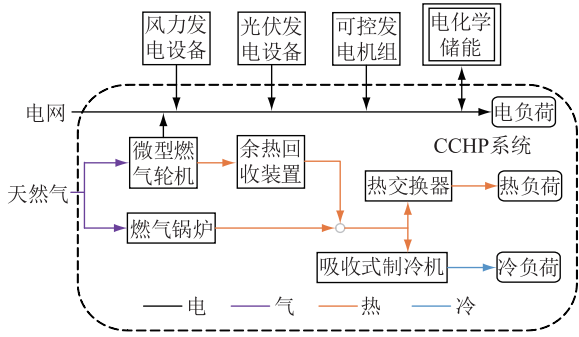 风力发
电设备
光伏发
电设备
可控发
电机组
电化学
储能
电网
电负荷
CCHP系统
微型燃
气轮机
余热回
收装置
热交换器
热负荷
天然气
燃气锅炉
吸收式制冷机
冷负荷
电
气
热
冷